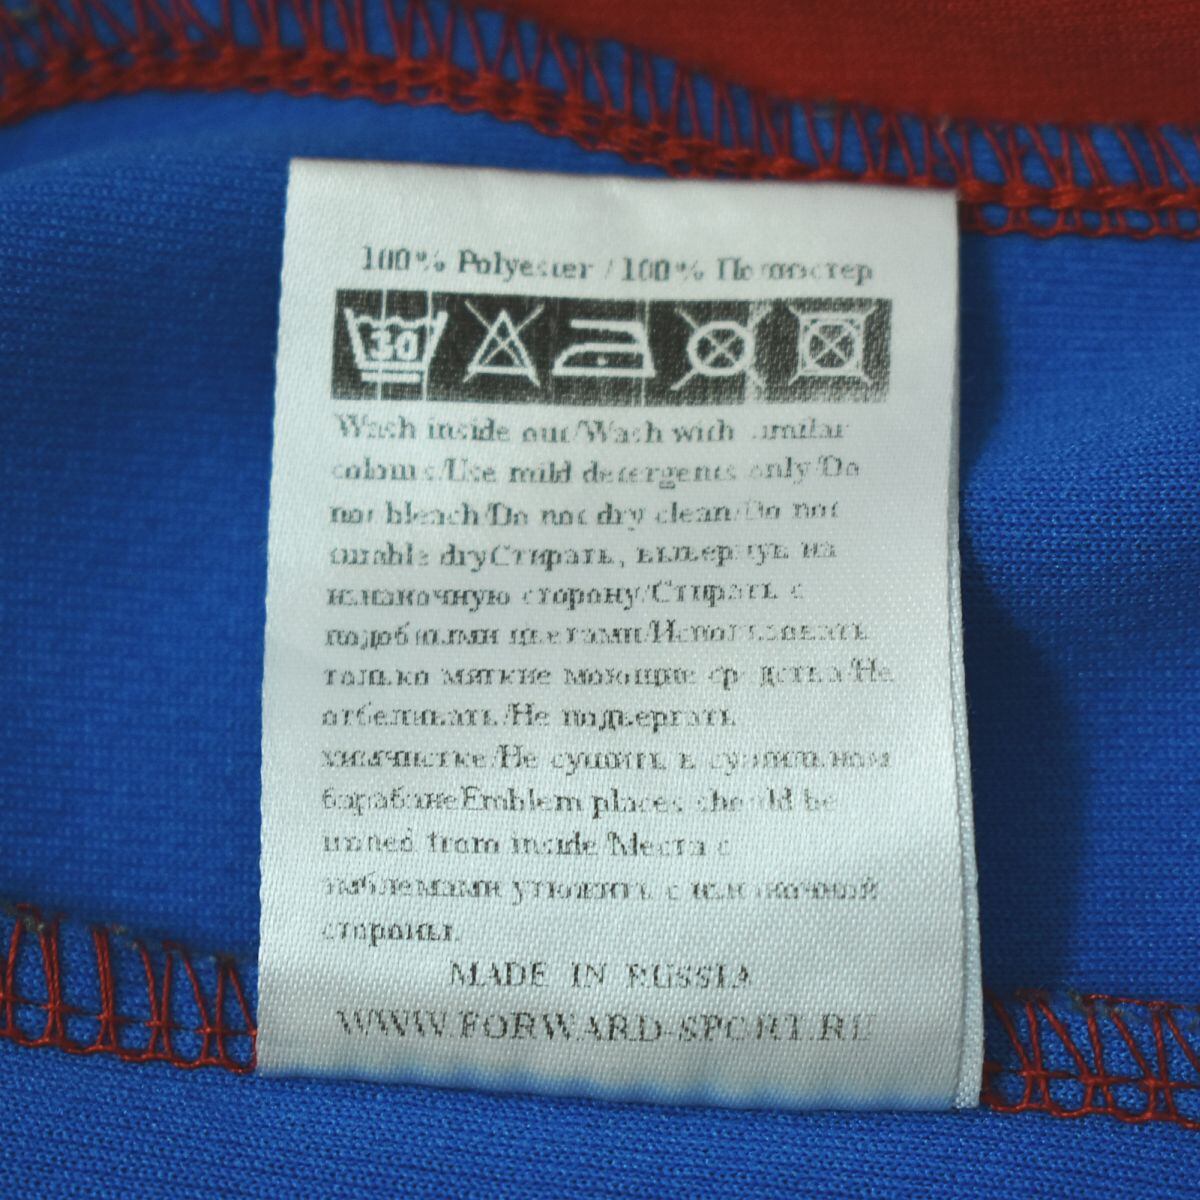 100% Polyester / 100% Полиэстер
30
Wash inside out/Wash with similar
colours/Use mild detergents only/Do
not bleach/Do not dry clean/Do not
tumble dryСтирать, вывернув на
изнаночную сторону/Стирать с
подобными цветами/Использовать
только мягкие моющие средства/Не
отбеливать/Не подвергать
химчистке/Не сушить в сушильном
барабанеEmblem places should be
ironed from inside/Места с
эмблемами утюжить с изнаночной
стороны.
MADE IN RUSSIA
WWW.FORWARD-SPORT.RU